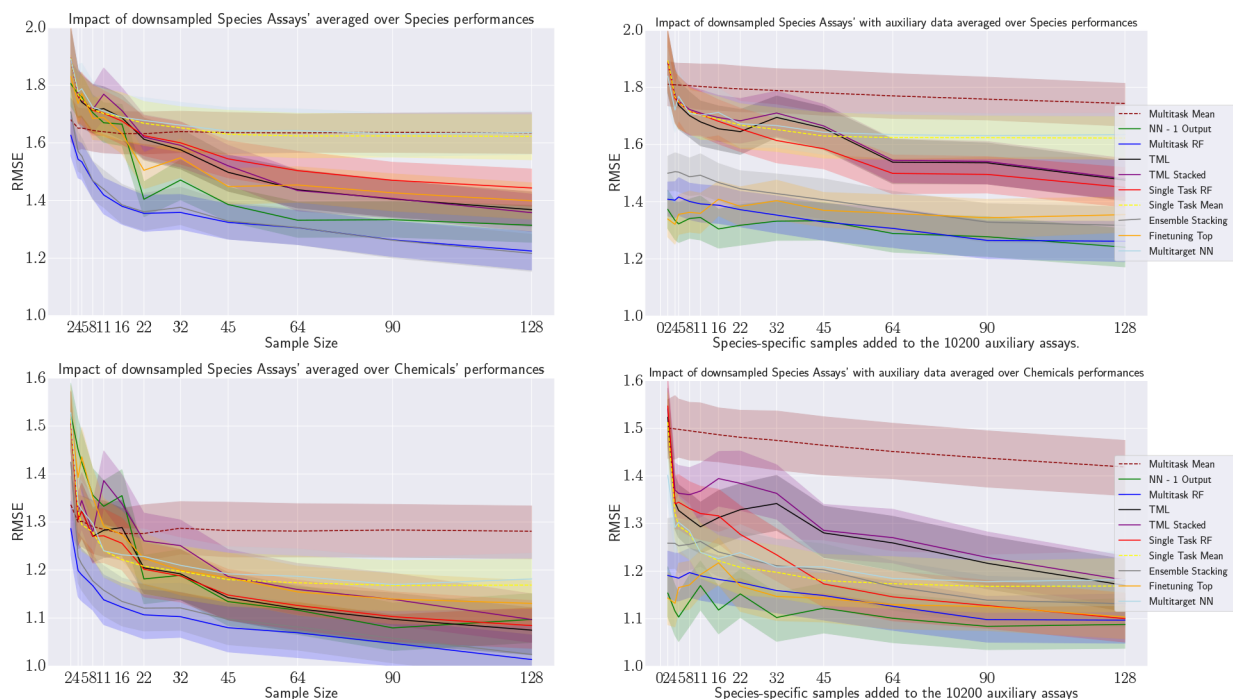 Impact of downsampled Species Assays' averaged over Species performances
2.0
1.8
1.6
1.4
1.2
1.0
RMSE
24581116 22 32 45 64 90 128
Sample Size
Impact of downsampled Species Assays' with auxiliary data averaged over Species performances
2.0
1.8
1.6
1.4
1.2
1.0
RMSE
024581116 22 32 45 64 90 128
Species-specific samples added to the 10200 auxiliary assays.
Multitask Mean
NN - 1 Output
Multitask RF
TML
TML Stacked
Single Task RF
Single Task Mean
Ensemble Stacking
Finetuning Top
Multitarget NN
Impact of downsampled Species Assays' averaged over Chemicals' performances
1.6
1.5
1.4
1.3
1.2
1.1
1.0
RMSE
24581116 22 32 45 64 90 128
Sample Size
Impact of downsampled Species Assays' with auxiliary data averaged over Chemicals performances
1.6
1.5
1.4
1.3
1.2
1.1
1.0
RMSE
024581116 22 32 45 64 90 128
Species-specific samples added to the 10200 auxiliary assays
Multitask Mean
NN - 1 Output
Multitask RF
TML
TML Stacked
Single Task RF
Single Task Mean
Ensemble Stacking
Finetuning Top
Multitarget NN